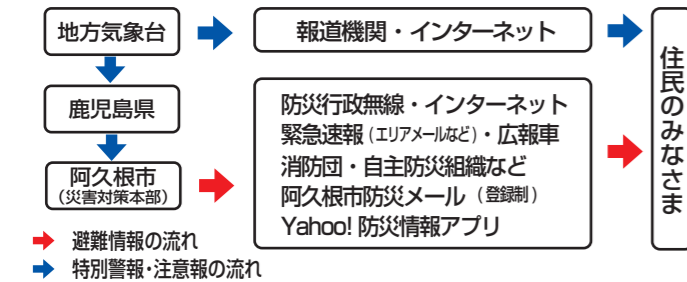 地方気象台
報道機関・インターネット
鹿児島県
阿久根市
（災害対策本部）
防災行政無線・インターネット
緊急速報（エリアメールなど）・広報車
消防団・自主防災組織など
阿久根市防災メール（登録制）
Yahoo! 防災情報アプリ
住民のみなさま
避難情報の流れ
特別警報・注意報の流れ